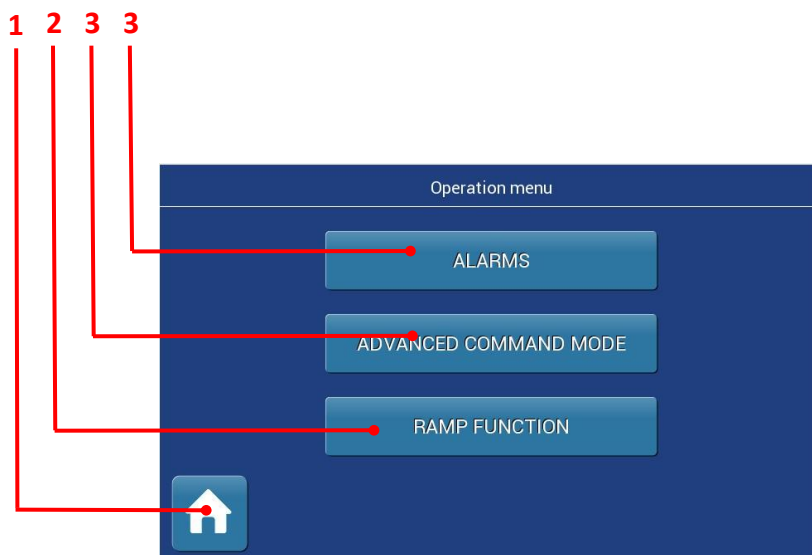 1 2 3 3
Operation menu
ALARMS
ADVANCED COMMAND MODE
RAMP FUNCTION